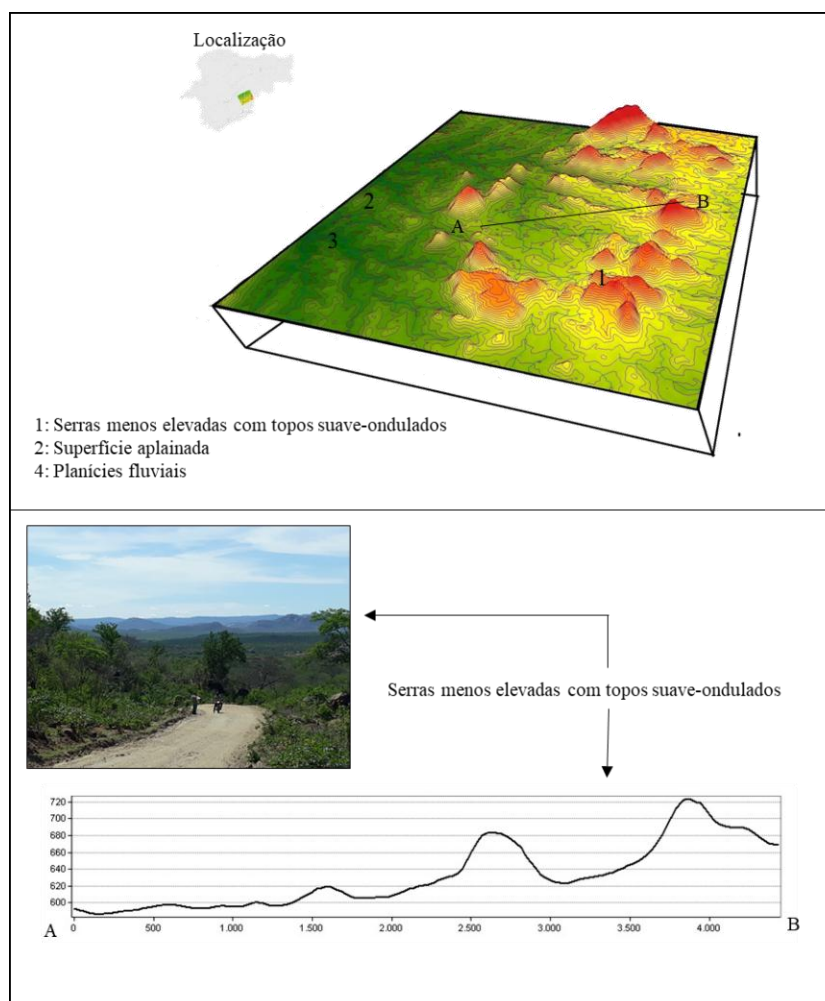 Localização
2
3
A
B
1
1: Serras menos elevadas com topos suave-ondulados
2: Superfície aplainada
4: Planícies fluviais
Serras menos elevadas com topos suave-ondulados
720
700
680
660
640
620
600
0 500 1.000 1.500 2.000 2.500 3.000 3.500 4.000
A B